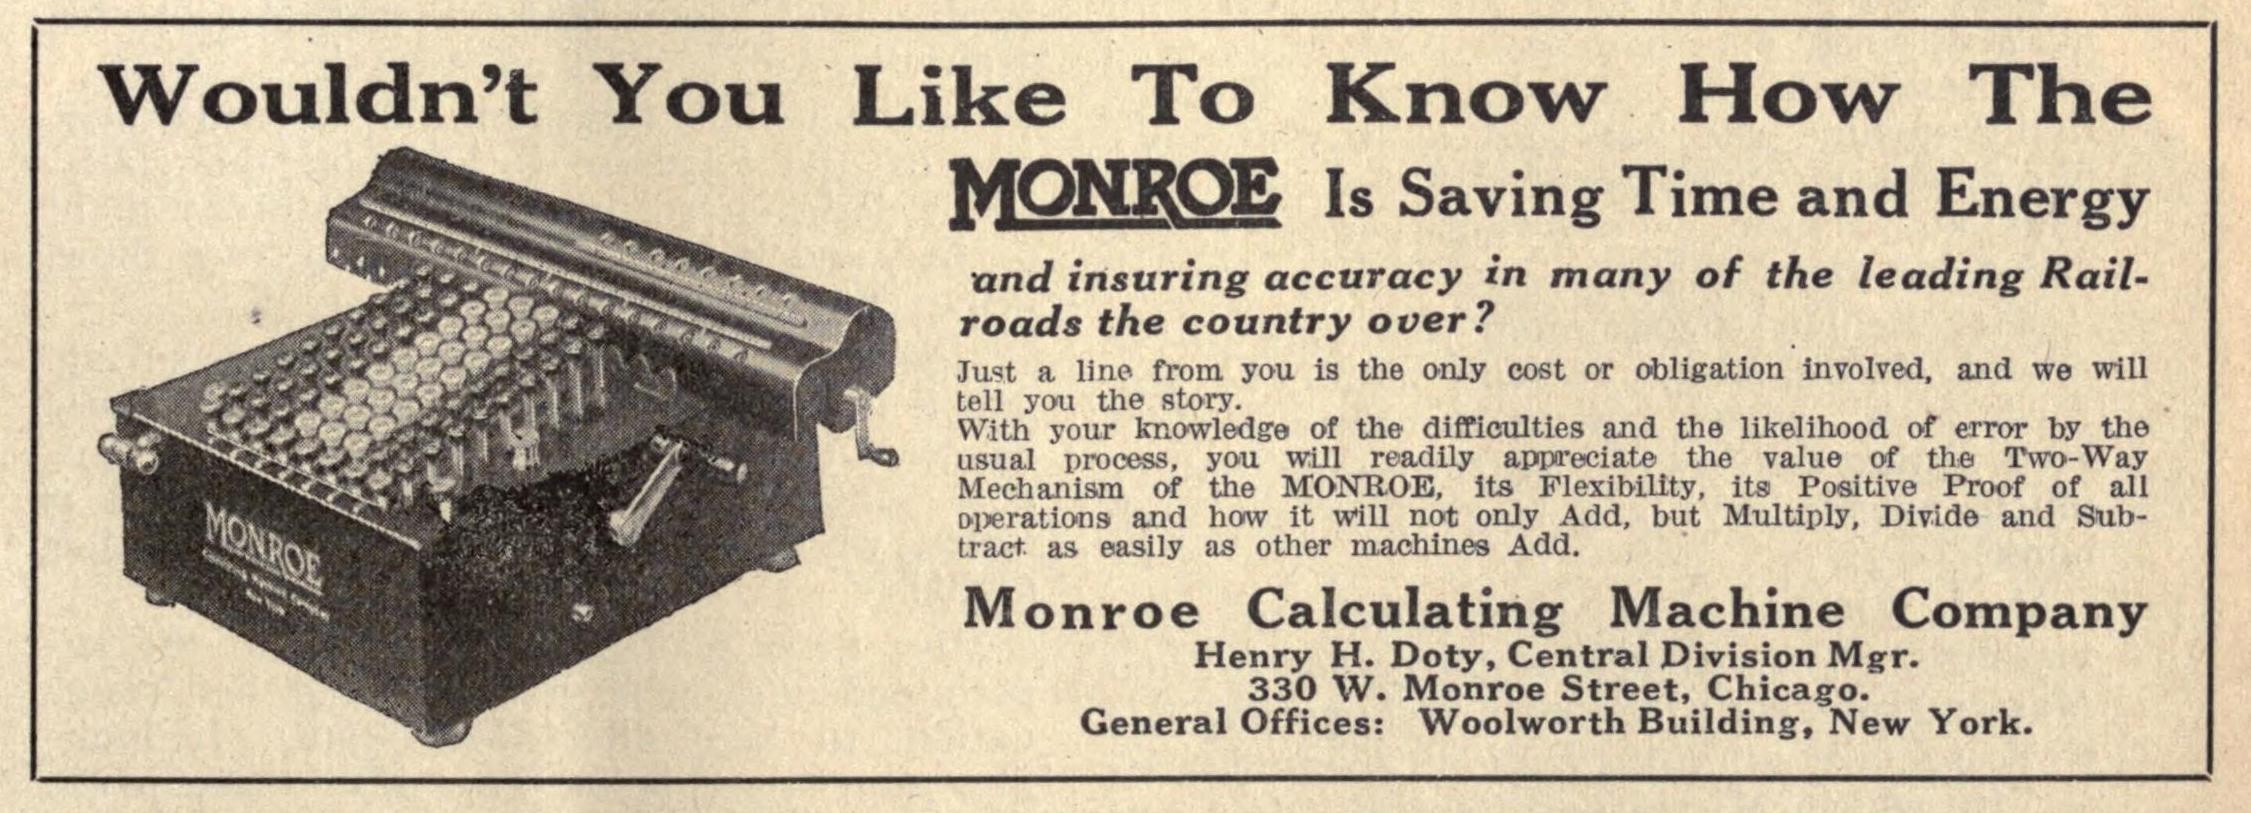 Wouldn't You Like To Know How The
MONROE Is Saving Time and Energy
and insuring accuracy in many of the leading Rail-
roads the country over?
Just a line from you is the only cost or obligation involved, and we will
tell you the story.
With your knowledge of the difficulties and the likelihood of error by the
usual process, you will readily appreciate the value of the Two-Way
Mechanism of the MONROE, its Flexibility, its Positive Proof of all
operations and how it will not only Add, but Multiply, Divide and Sub-
tract as easily as other machines Add.
Monroe Calculating Machine Company
Henry H. Doty, Central Division Mgr.
330 W. Monroe Street, Chicago.
General Offices: Woolworth Building, New York.
MONROE
New York